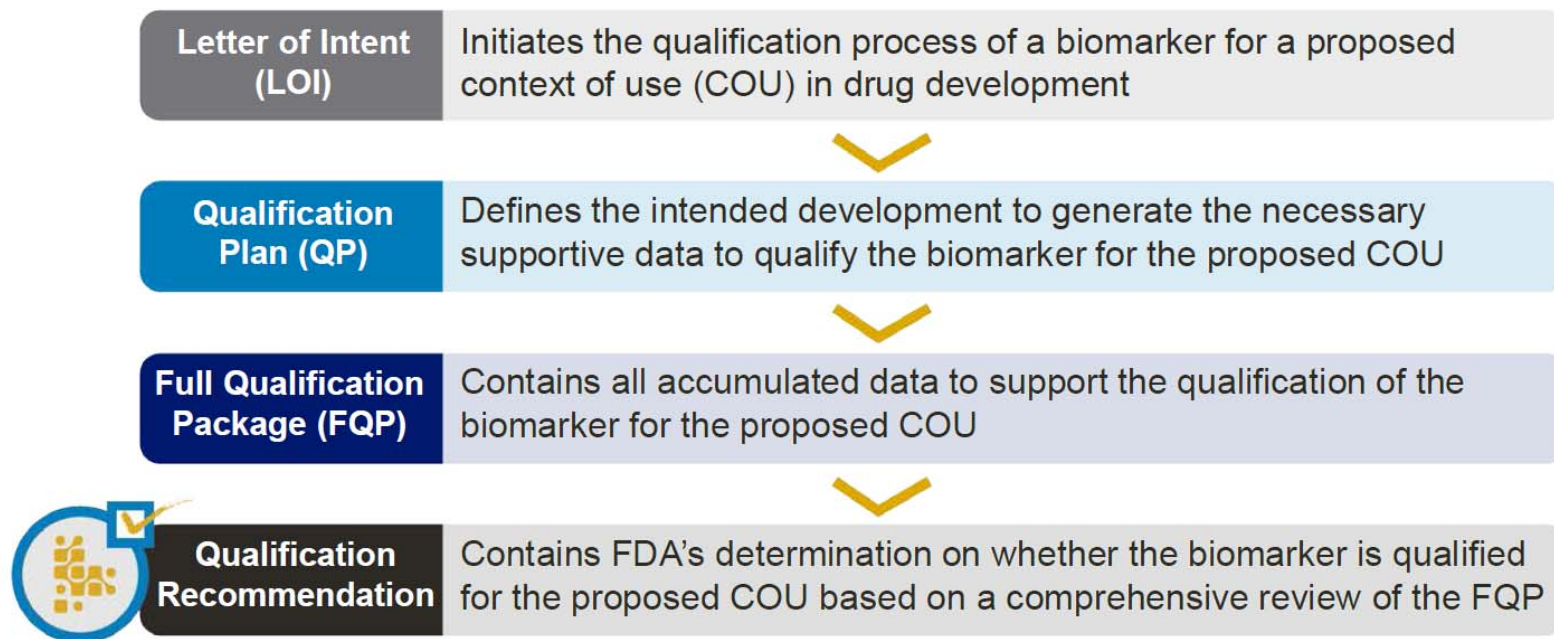 Letter of Intent
(LOI)
Initiates the qualification process of a biomarker for a proposed
context of use (COU) in drug development
Qualification
Plan (QP)
Defines the intended development to generate the necessary
supportive data to qualify the biomarker for the proposed COU
Full Qualification
Package (FQP)
Contains all accumulated data to support the qualification of the
biomarker for the proposed COU
Qualification
Recommendation
Contains FDA's determination on whether the biomarker is qualified
for the proposed COU based on a comprehensive review of the FQP